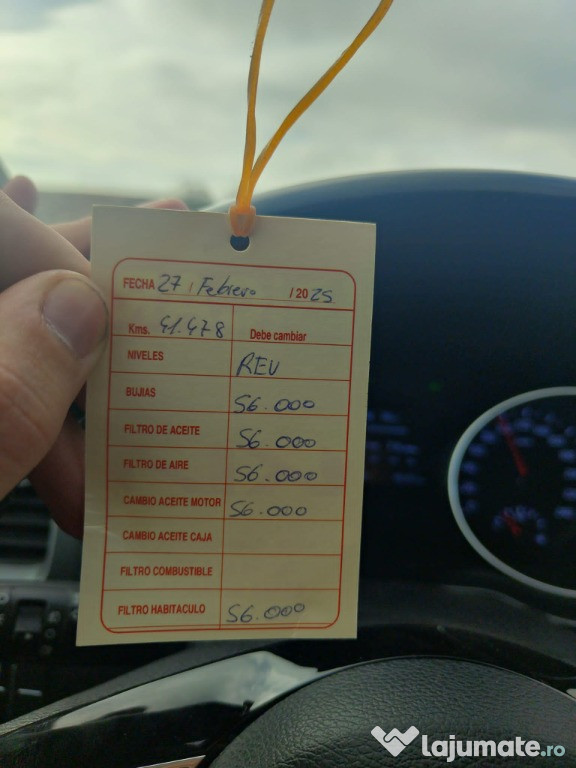 FECHA 27 / Febrero / 2025
Kms. 41.478 Debe cambiar
NIVELES REV
BUJIAS 56.000
FILTRO DE ACEITE 56.000
FILTRO DE AIRE 56.000
CAMBIO ACEITE MOTOR 56.000
CAMBIO ACEITE CAJA
FILTRO COMBUSTIBLE
FILTRO HABITACULO 56.000
lajumate.ro